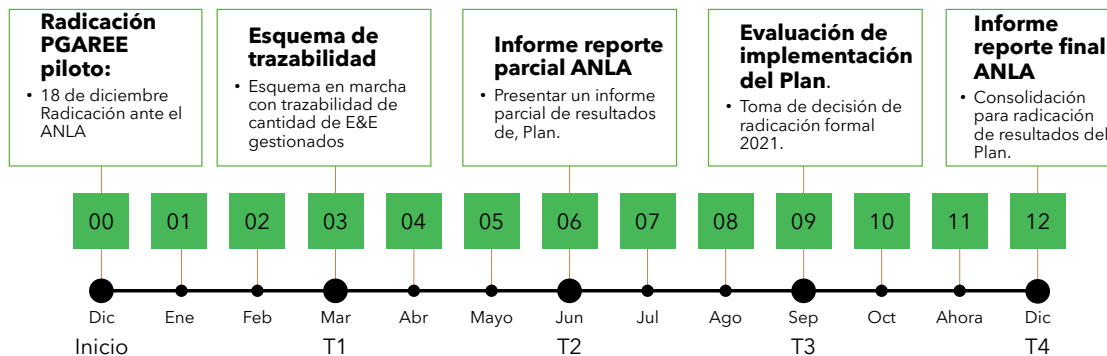 Radicación
PGAREE
piloto:
• 18 de diciembre
Radicación ante el
ANLA
Esquema de
trazabilidad
• Esquema en marcha
con trazabilidad de
cantidad de E&E
gestionados
Informe reporte
parcial ANLA
• Presentar un informe
parcial de resultados
de, Plan.
Evaluación de
implementación
del Plan.
• Toma de decisión de
radicación formal
2021.
Informe
reporte final
ANLA
• Consolidación
para radicación
de resultados del
Plan.
00 01 02 03 04 05 06 07 08 09 10 11 12
Dic Ene Feb Mar Abr Mayo Jun Jul Ago Sep Oct Ahora Dic
Inicio T1 T2 T3 T4